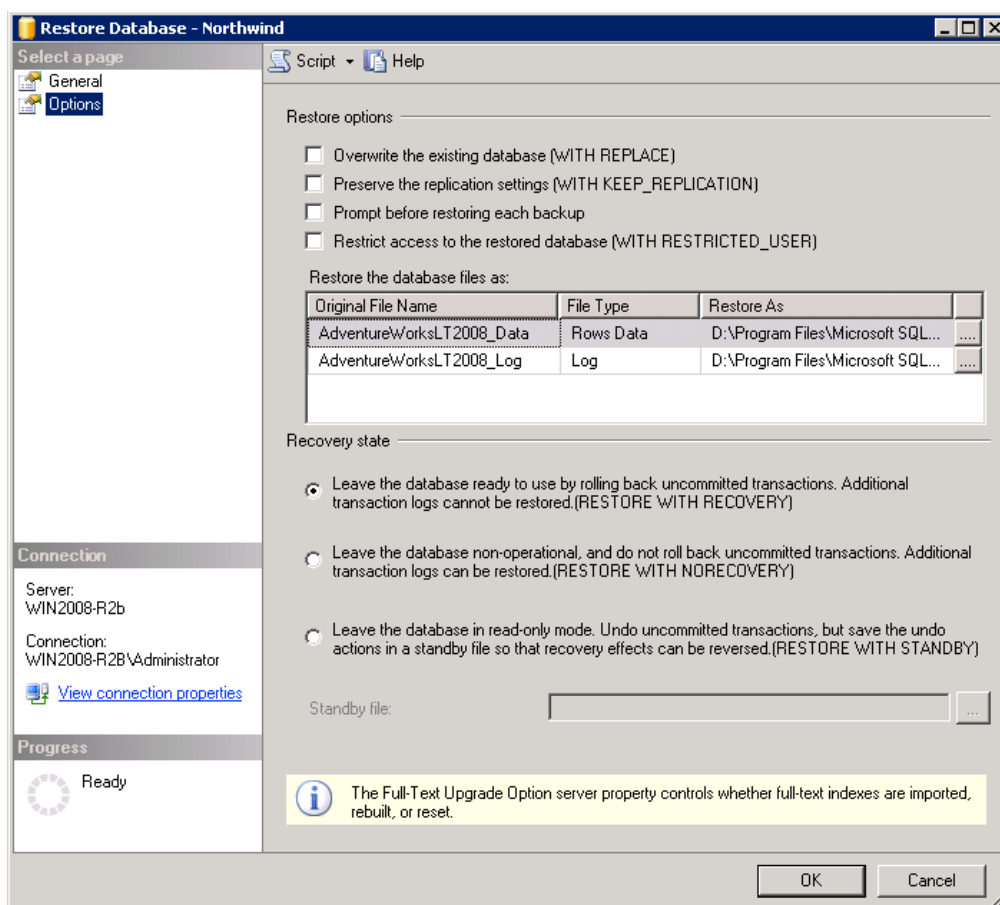 Restore Database - Northwind
Select a page
General
Options
Script
Help
Restore options
Overwrite the existing database (WITH REPLACE)
Preserve the replication settings (WITH KEEP_REPLICATION)
Prompt before restoring each backup
Restrict access to the restored database (WITH RESTRICTED_USER)
Restore the database files as:
Original File Name File Type Restore As
AdventureWorksLT2008_Data Rows Data D:\Program Files\Microsoft SQL... ....
AdventureWorksLT2008_Log Log D:\Program Files\Microsoft SQL... ....
Recovery state
Leave the database ready to use by rolling back uncommitted transactions. Additional
transaction logs cannot be restored.(RESTORE WITH RECOVERY)
Leave the database non-operational, and do not roll back uncommitted transactions. Additional
transaction logs can be restored.(RESTORE WITH NORECOVERY)
Leave the database in read-only mode. Undo uncommitted transactions, but save the undo
actions in a standby file so that recovery effects can be reversed.(RESTORE WITH STANDBY)
Standby file: ...
The Full-Text Upgrade Option server property controls whether full-text indexes are imported,
rebuilt, or reset.
Connection
Server:
WIN2008-R2b
Connection:
WIN2008-R2B\Administrator
View connection properties
Progress
Ready
OK Cancel